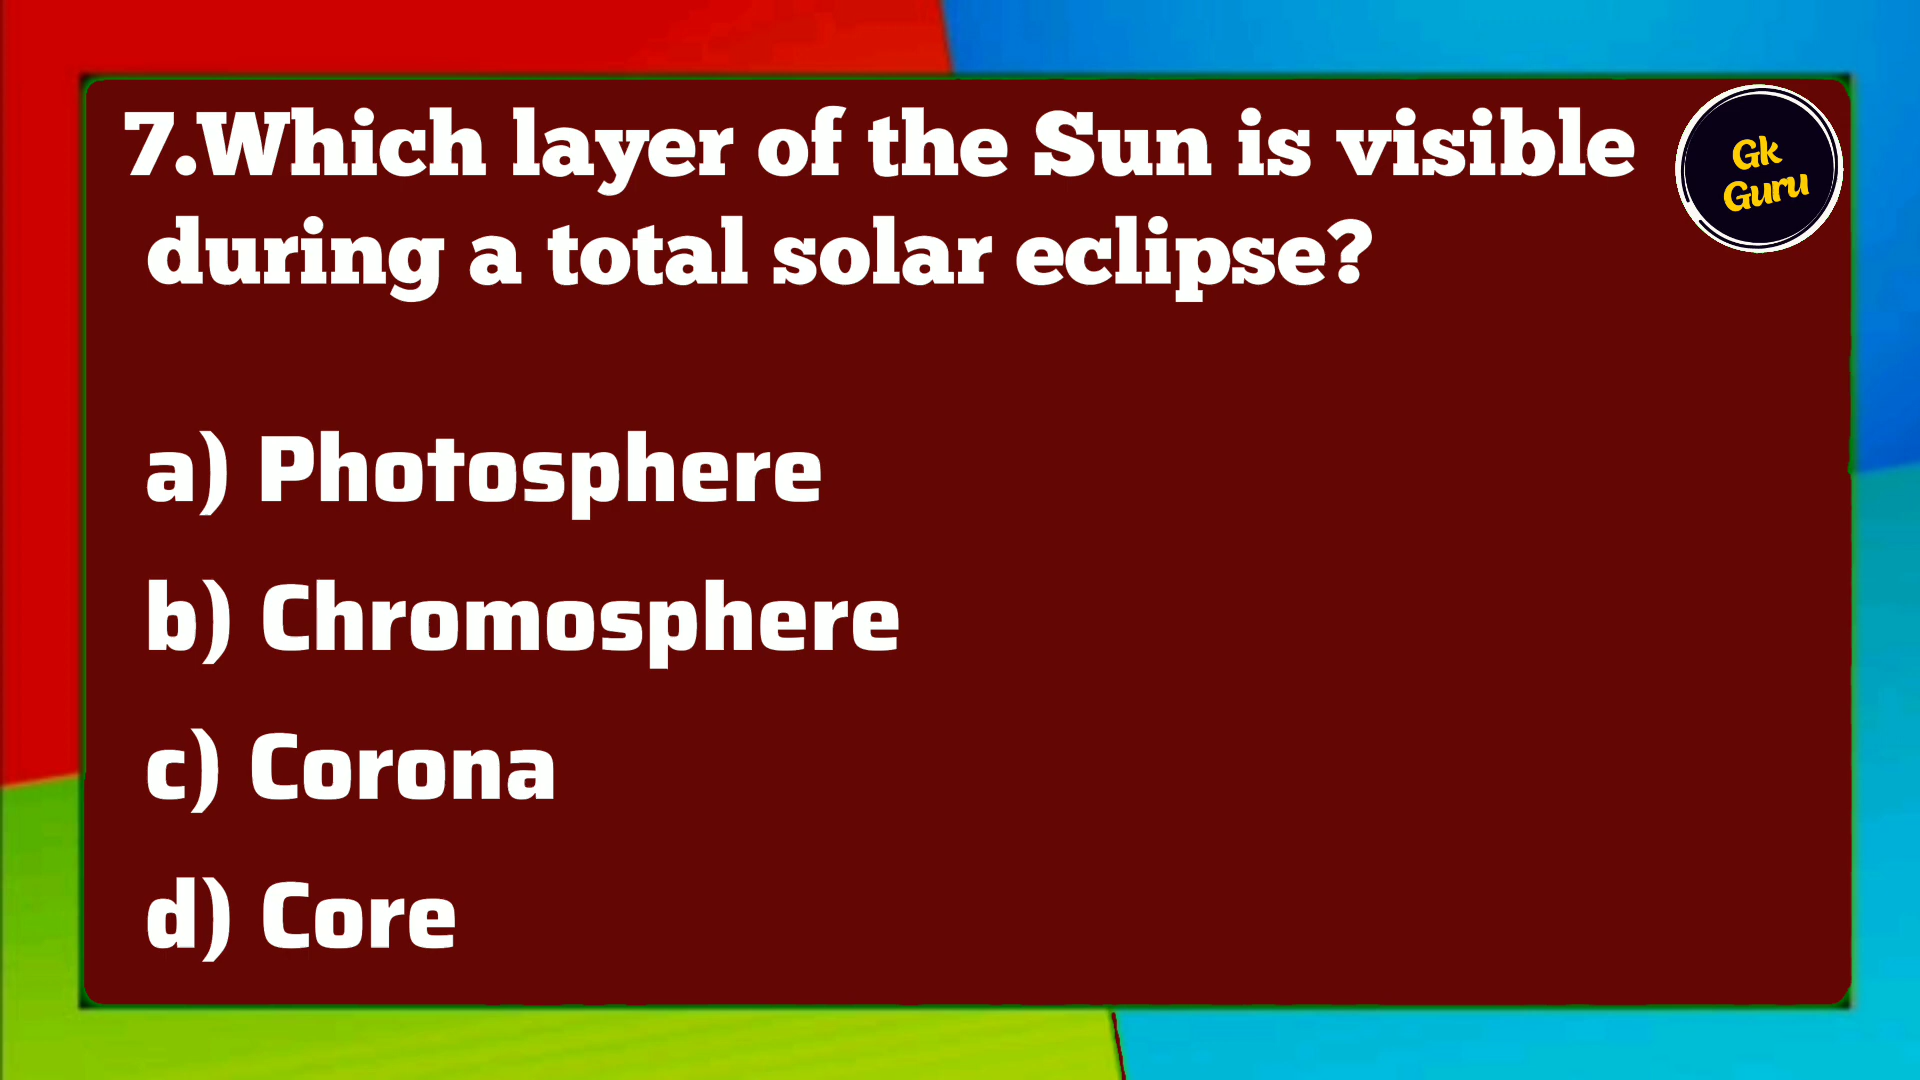 7.Which layer of the Sun is visible
during a total solar eclipse?
Gk
Guru
a) Photosphere
b) Chromosphere
c) Corona
d) Core